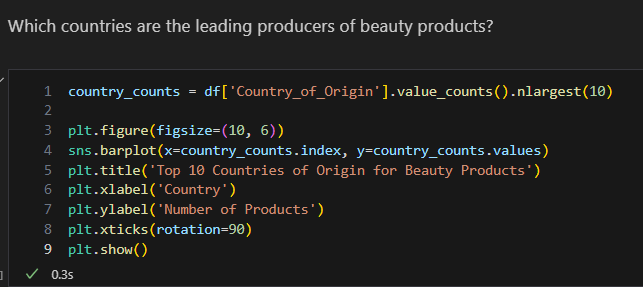 Which countries are the leading producers of beauty products?
1 country_counts = df['Country_of_Origin'].value_counts().nlargest(10)
2
3 plt.figure(figsize=(10, 6))
4 sns.barplot(x=country_counts.index, y=country_counts.values)
5 plt.title('Top 10 Countries of Origin for Beauty Products')
6 plt.xlabel('Country')
7 plt.ylabel('Number of Products')
8 plt.xticks(rotation=90)
9 plt.show()
] ✓ 0.3s